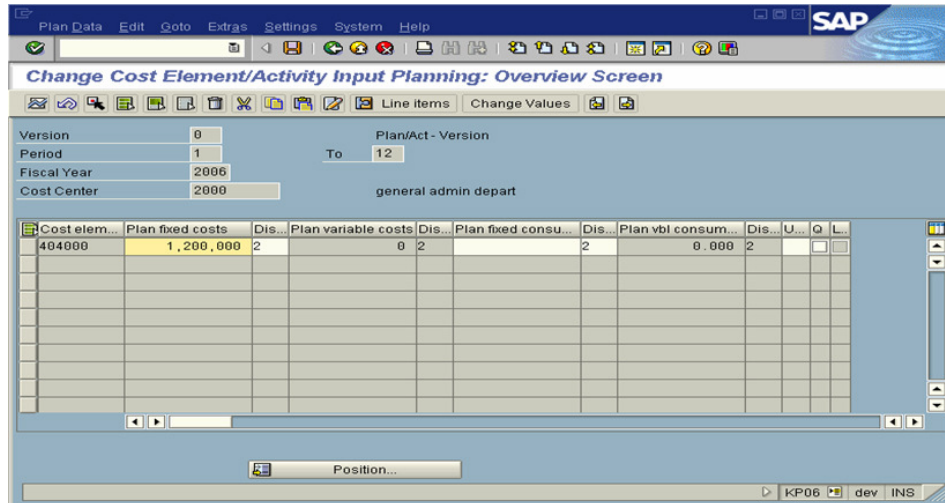 Plan Data Edit Goto Extras Settings System Help
SAP
Change Cost Element/Activity Input Planning: Overview Screen
Line items Change Values
Version 0 Plan/Act - Version
Period 1 To 12
Fiscal Year 2006
Cost Center 2000 general admin depart
Cost elem... Plan fixed costs Dis... Plan variable costs Dis... Plan fixed consu... Dis... Plan vbl consum... Dis... U... Q L...
404000 1,200,000 2 0 2 2 0.000 2
Position...
KP06 dev INS